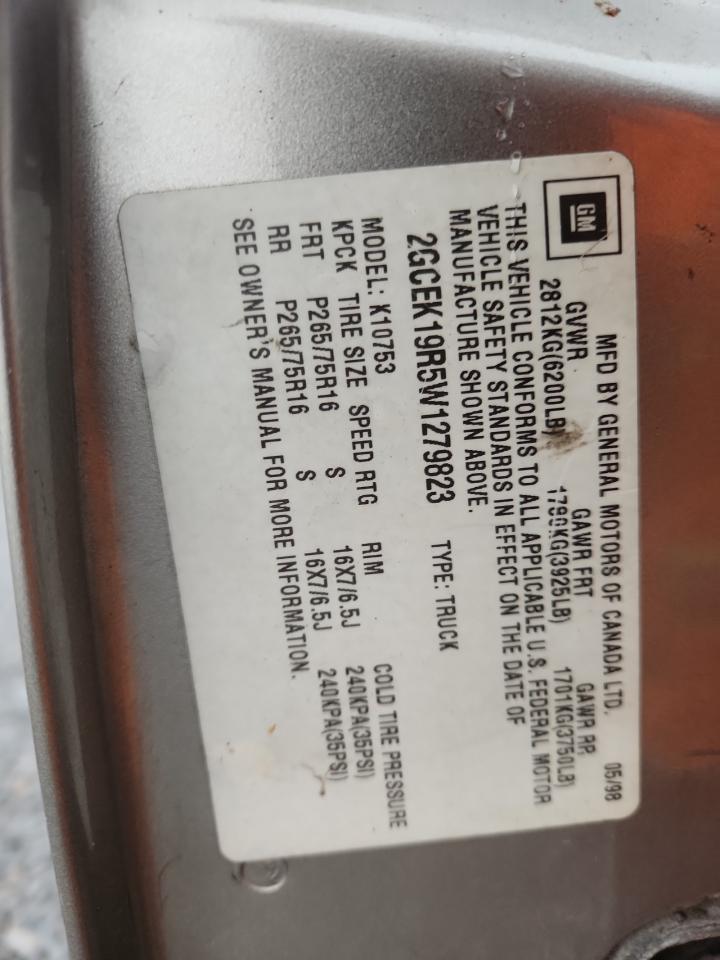 GM
MFD BY GENERAL MOTORS OF CANADA LTD. 05/98
GVWR GAWR FRT GAWR RR
2812KG(6200LB) 1780KG(3925LB) 1701KG(3750LB)
THIS VEHICLE CONFORMS TO ALL APPLICABLE U.S. FEDERAL MOTOR
VEHICLE SAFETY STANDARDS IN EFFECT ON THE DATE OF
MANUFACTURE SHOWN ABOVE.
2GCEK19R5W1279823 TYPE: TRUCK
MODEL: K10753
KPCK TIRE SIZE SPEED RTG RIM COLD TIRE PRESSURE
FRT P265/75R16 S 16X7/6.5J 240KPA(35PSI)
RR P265/75R16 S 16X7/6.5J 240KPA(35PSI)
SEE OWNER'S MANUAL FOR MORE INFORMATION.